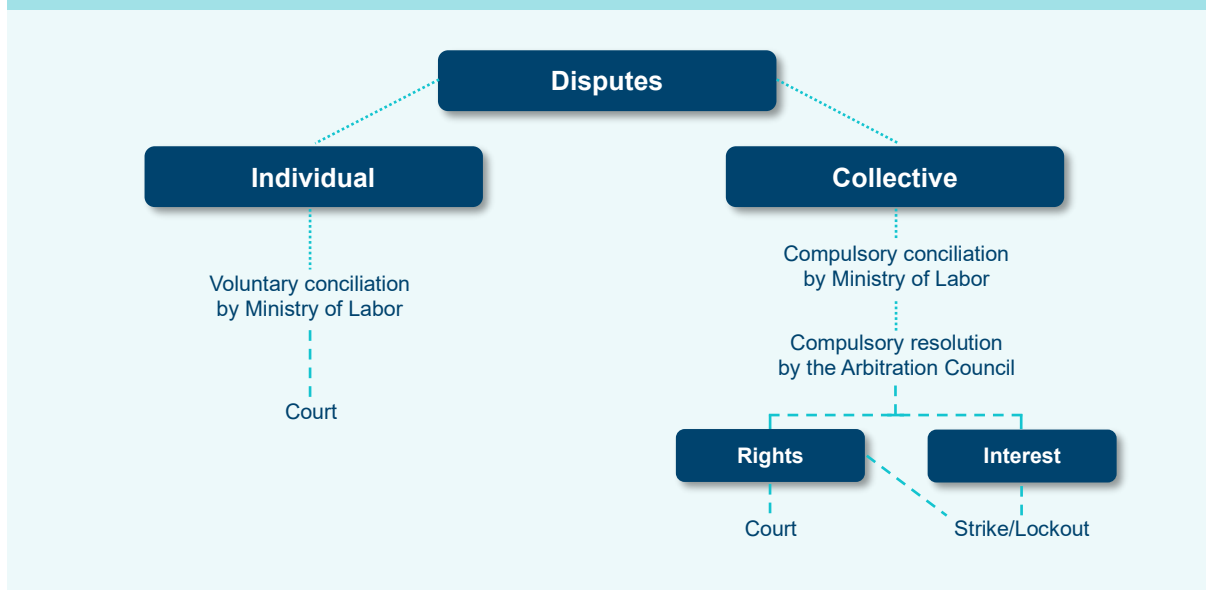 Disputes
Individual
Collective
Voluntary conciliation
by Ministry of Labor
Court
Compulsory conciliation
by Ministry of Labor
Compulsory resolution
by the Arbitration Council
Rights
Interest
Court
Strike/Lockout